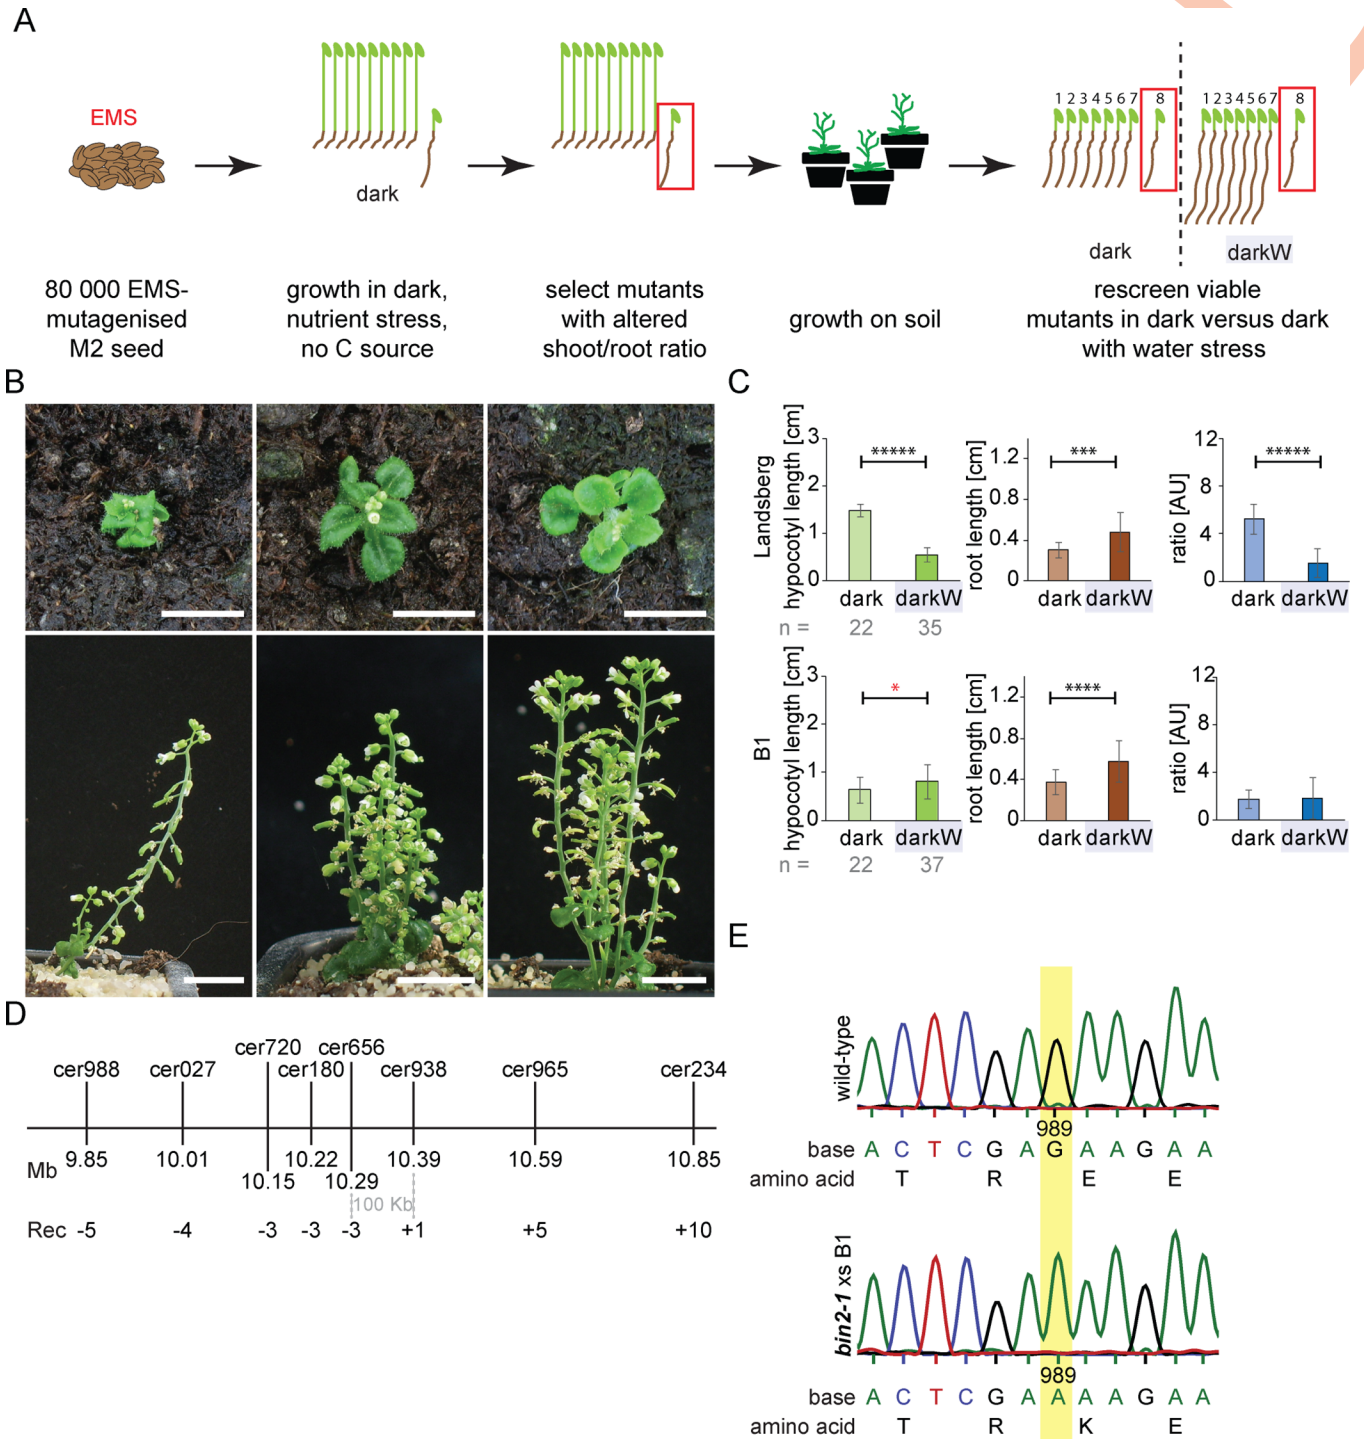 A
EMS
dark
1 2 3 4 5 6 7 8
1 2 3 4 5 6 7 8
dark
darkW
80 000 EMS-
mutagenised
M2 seed
growth in dark,
nutrient stress,
no C source
select mutants
with altered
shoot/root ratio
growth on soil
rescreen viable
mutants in dark versus dark
with water stress
B
C
Landsberg
hypocotyl length [cm]
3
2
1
0
*****
dark darkW
n = 22 35
root length [cm]
1.2
0.8
0.4
0
***
dark darkW
ratio [AU]
12
8
4
0
*****
dark darkW
B1
hypocotyl length [cm]
3
2
1
0
*
dark darkW
n = 22 37
root length [cm]
1.2
0.8
0.4
0
****
dark darkW
ratio [AU]
12
8
4
0
dark darkW
D
cer988 cer027 cer720 cer180 cer656 cer938 cer965 cer234
Mb 9.85 10.01 10.15 10.22 10.29 10.39 10.59 10.85
100 Kb
Rec -5 -4 -3 -3 -3 +1 +5 +10
E
wild-type
989
base A C T C G A G A A G A A
amino acid T R E E
bin2-1 xs B1
989
base A C T C G A A A A G A A
amino acid T R K E